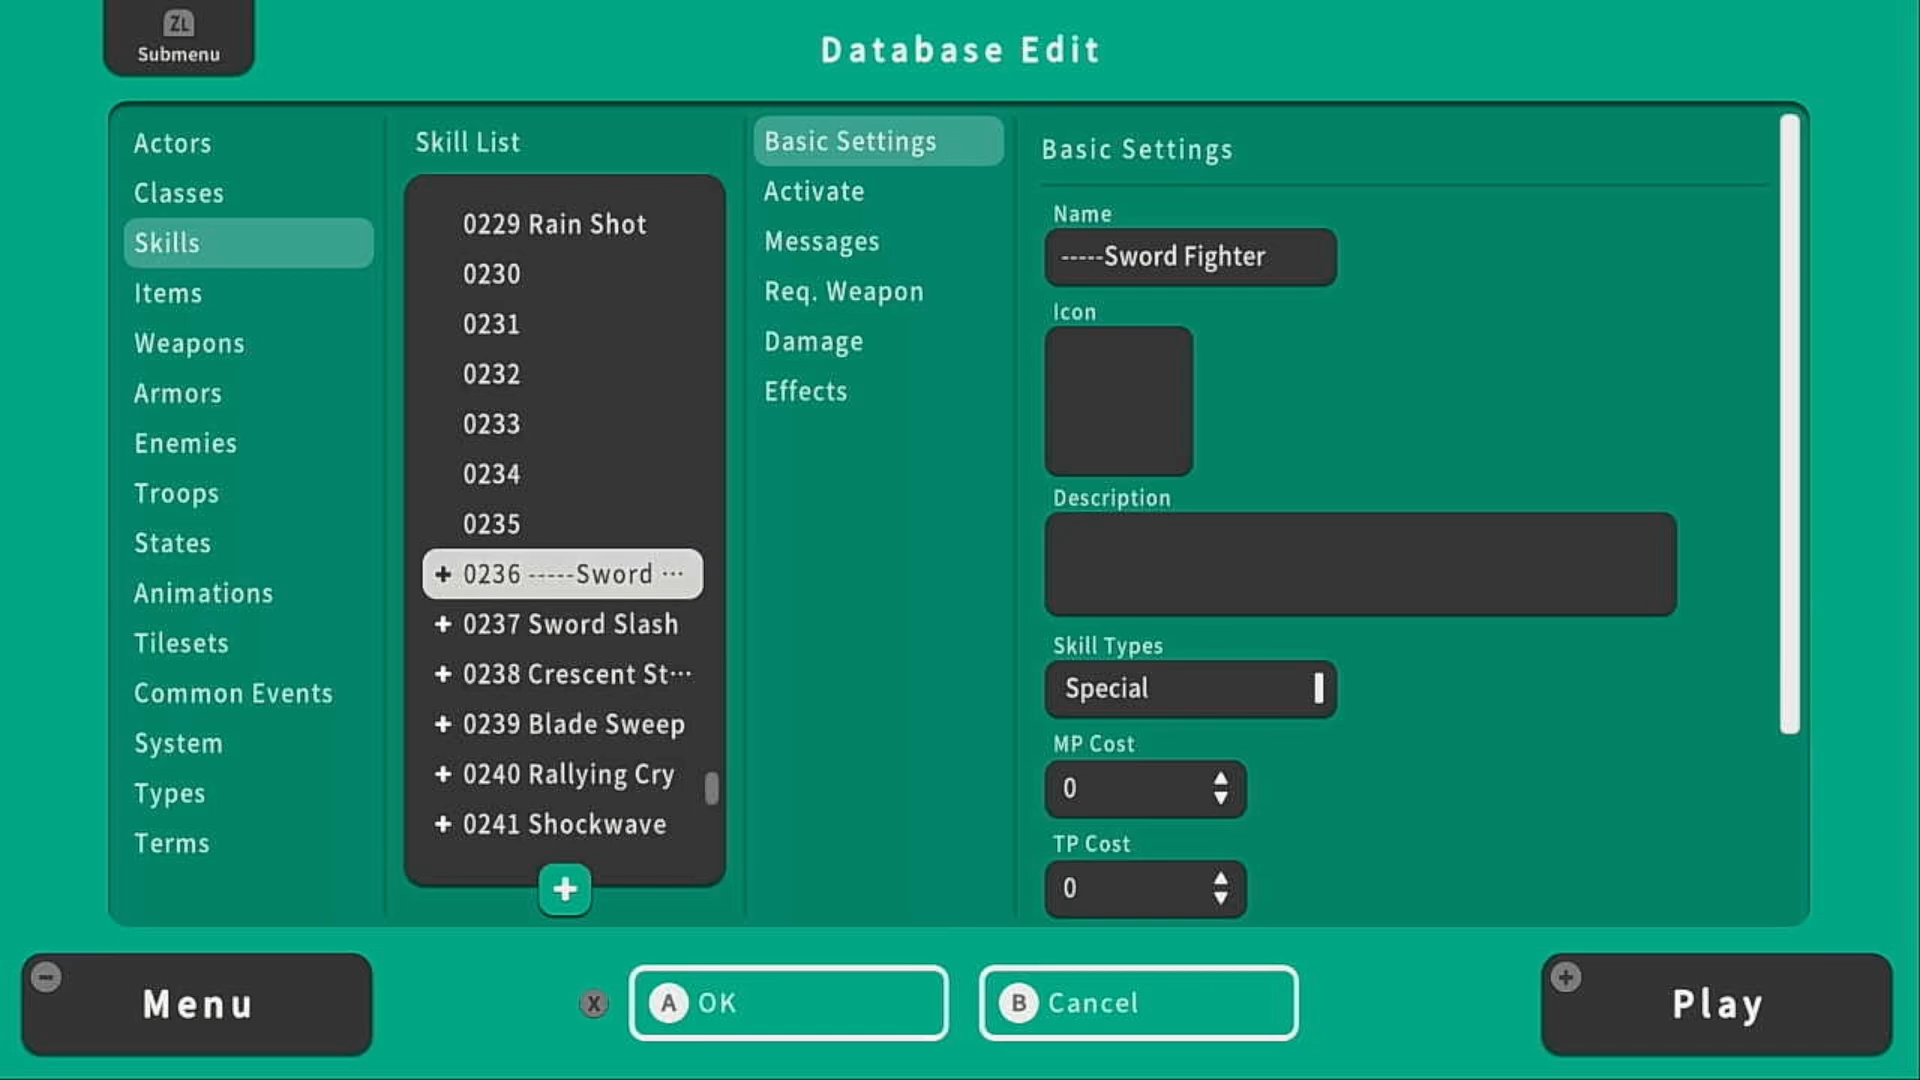 ZL
Submenu
Database Edit
Actors
Classes
Skills
Items
Weapons
Armors
Enemies
Troops
States
Animations
Tilesets
Common Events
System
Types
Terms
Skill List
0229 Rain Shot
0230
0231
0232
0233
0234
0235
+ 0236 -----Sword ···
+ 0237 Sword Slash
+ 0238 Crescent St···
+ 0239 Blade Sweep
+ 0240 Rallying Cry
+ 0241 Shockwave
+
Basic Settings
Activate
Messages
Req. Weapon
Damage
Effects
Basic Settings
Name
-----Sword Fighter
Icon
Description
Skill Types
Special
MP Cost
0
TP Cost
0
Menu
X
A OK
B Cancel
+
Play